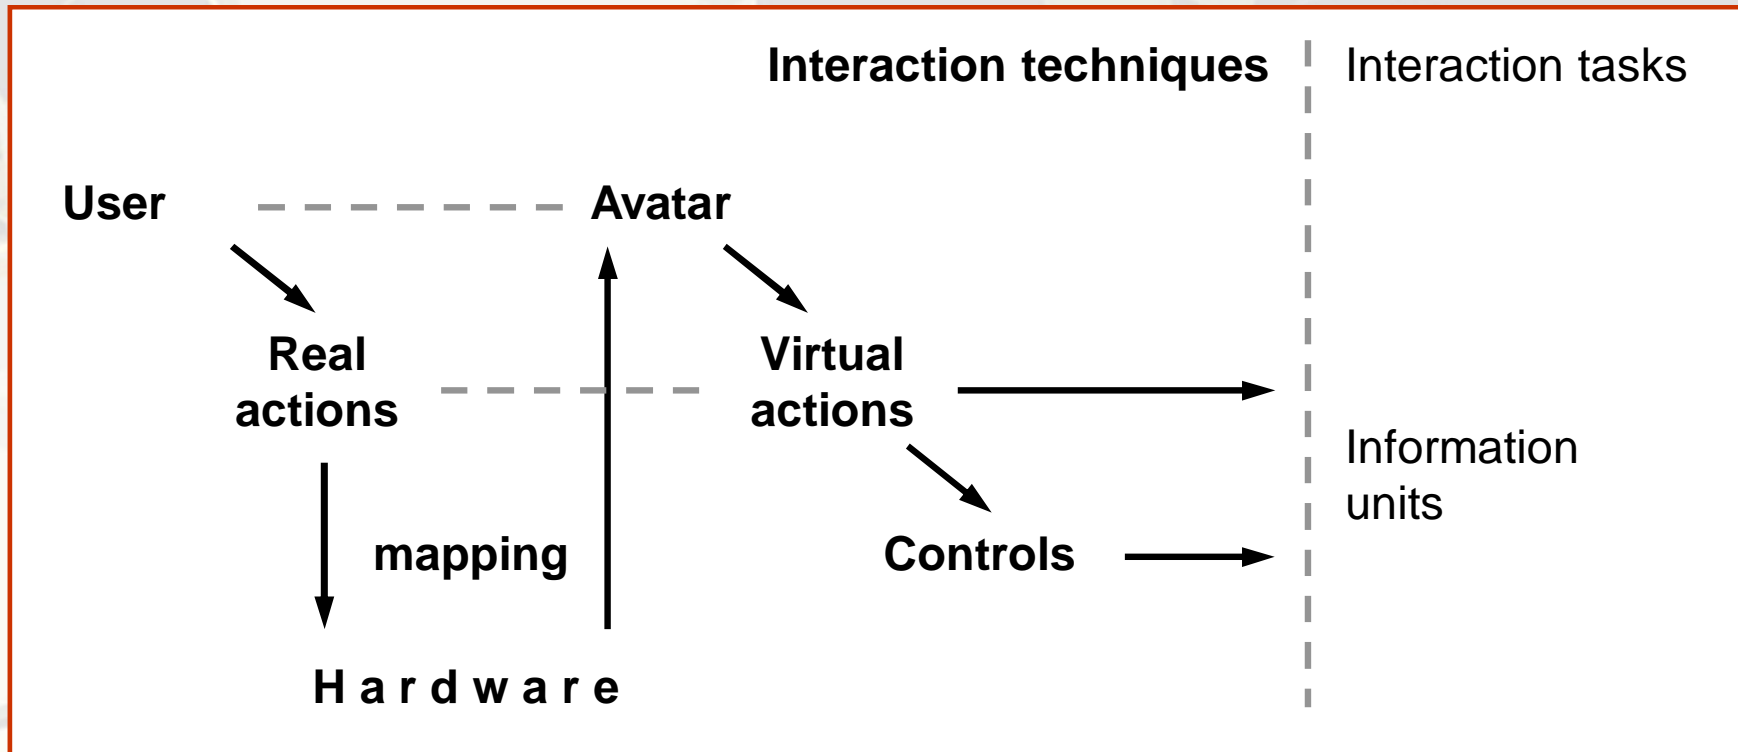 Interaction techniques
Interaction tasks
User
Avatar
Real
actions
Virtual
actions
Information
units
mapping
Controls
H a r d w a r e